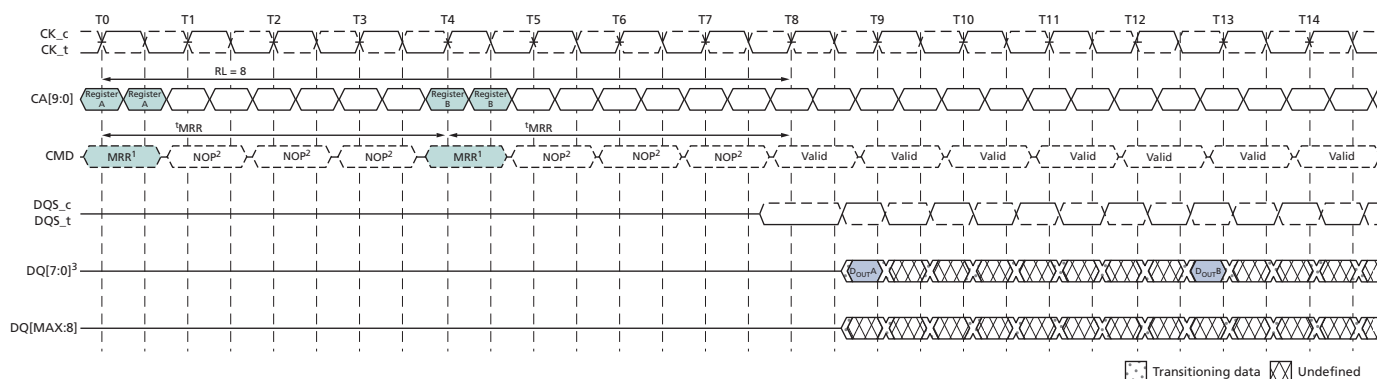 T0 T1 T2 T3 T4 T5 T6 T7 T8 T9 T10 T11 T12 T13 T14
CK_c
CK_t
RL = 8
CA[9:0] Register A Register A Register B Register B
tMRR tMRR
CMD MRR1 NOP2 NOP2 NOP2 MRR1 NOP2 NOP2 NOP2 Valid Valid Valid Valid Valid Valid Valid
DQS_c
DQS_t
DQ[7:0]3 DOUTA DOUTB
DQ[MAX:8]
Transitioning data Undefined